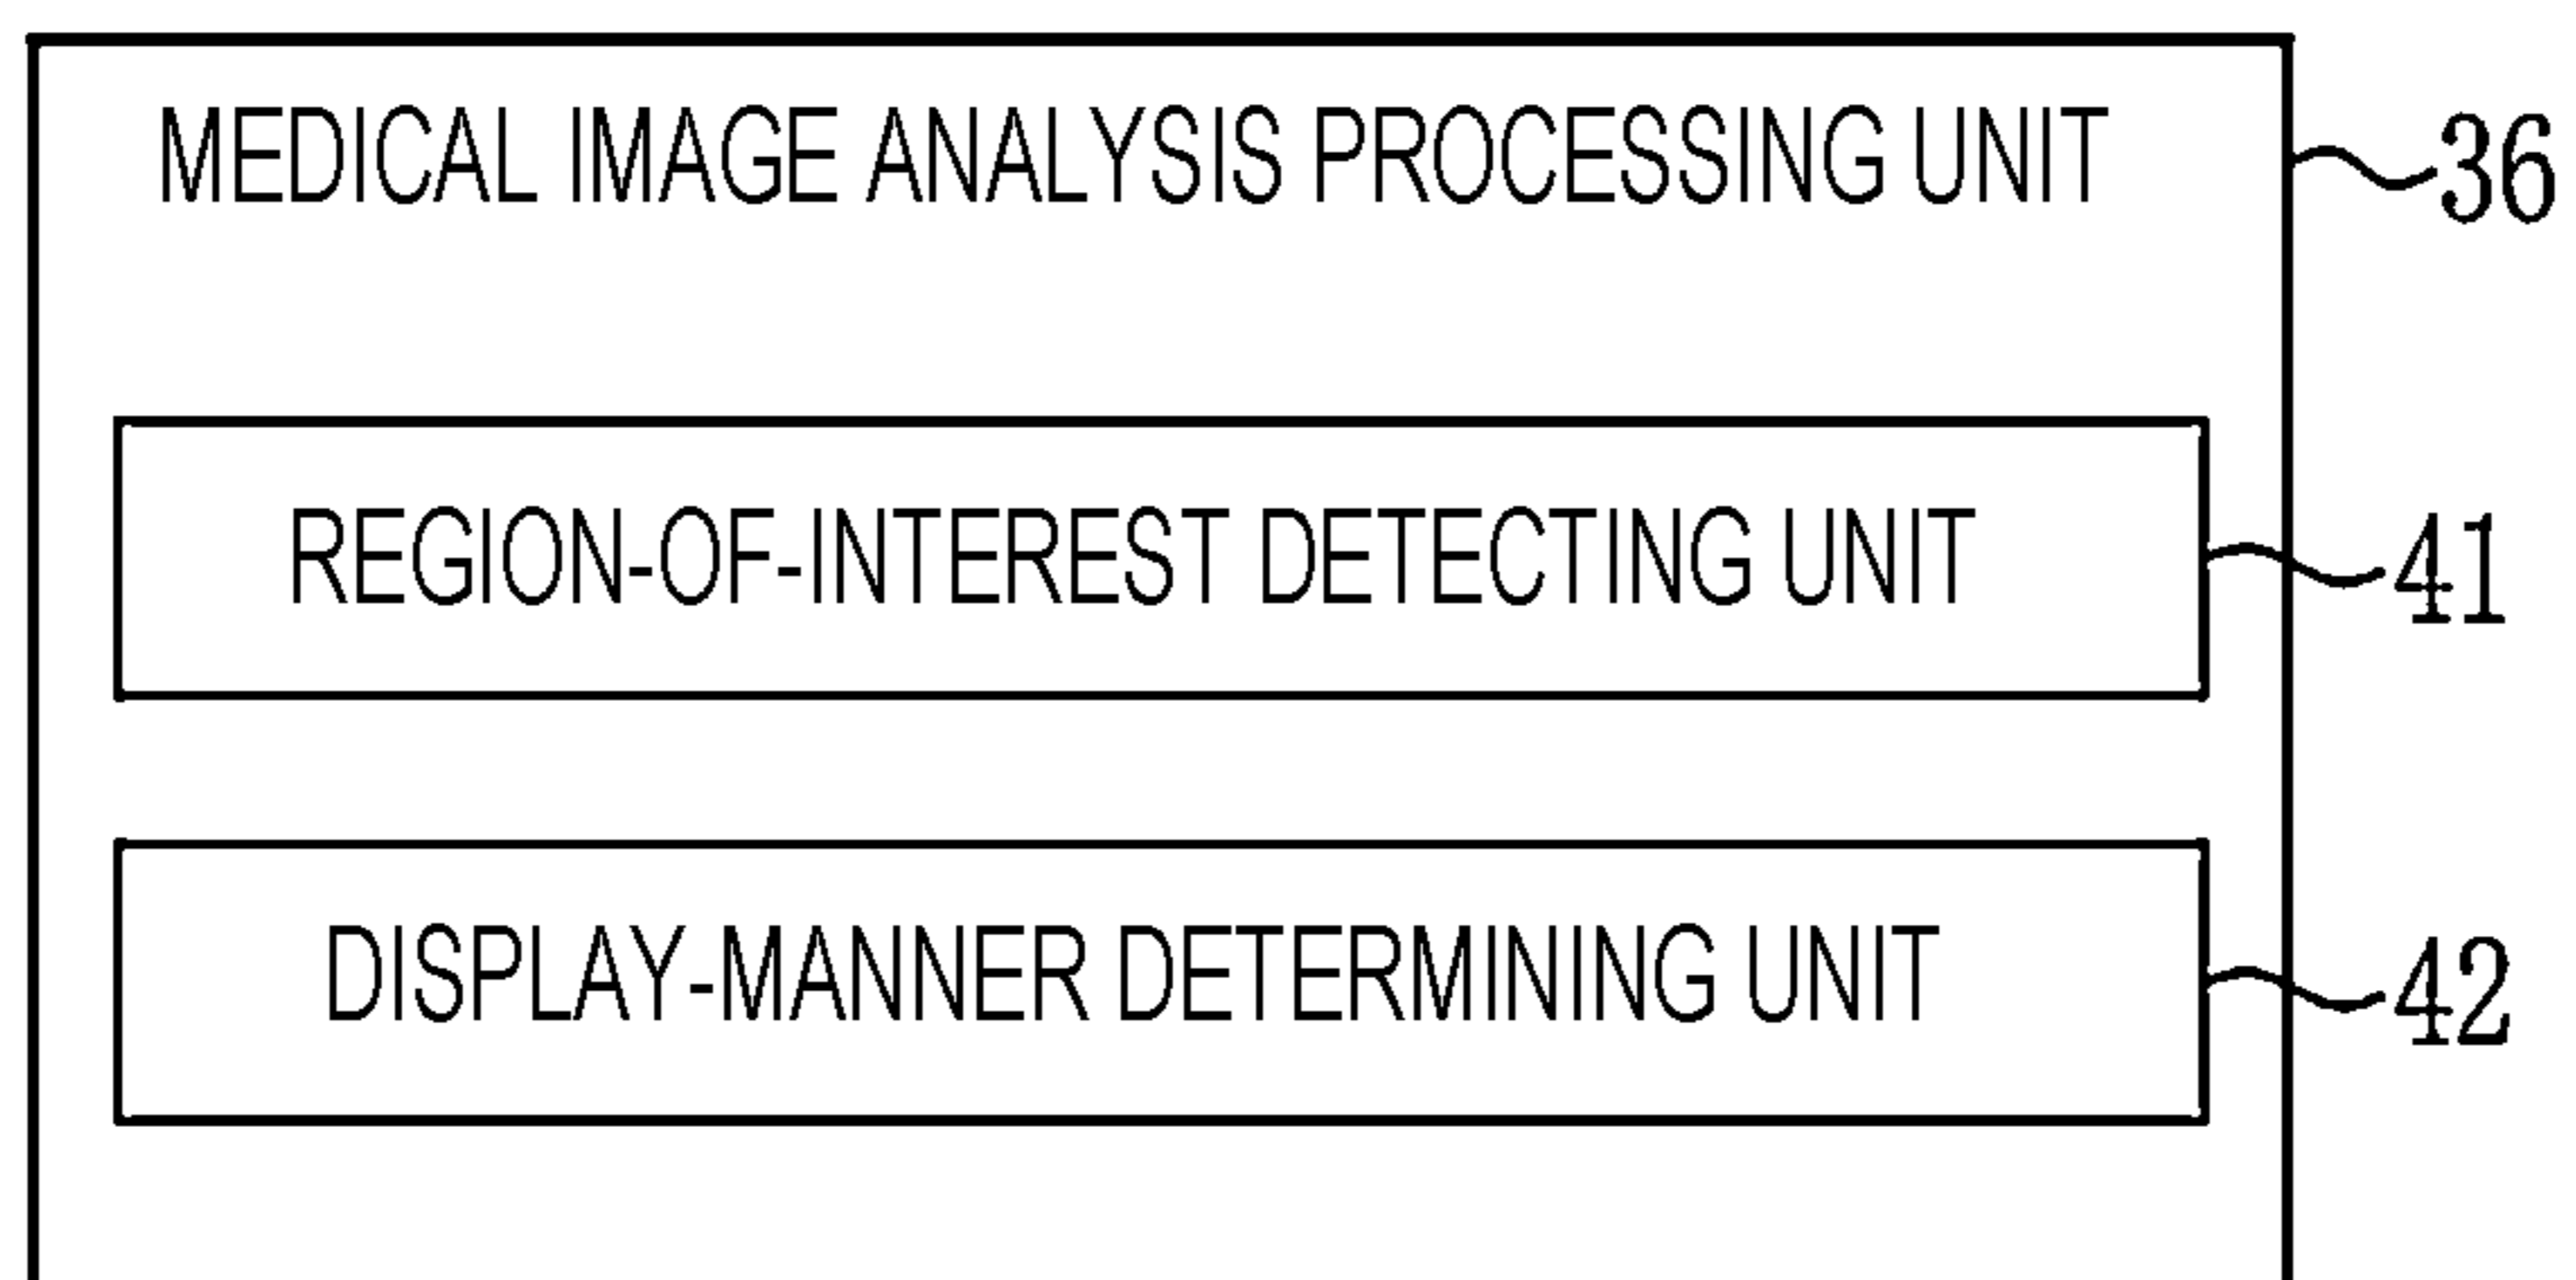 MEDICAL IMAGE ANALYSIS PROCESSING UNIT
36
REGION-OF-INTEREST DETECTING UNIT
41
DISPLAY-MANNER DETERMINING UNIT
42